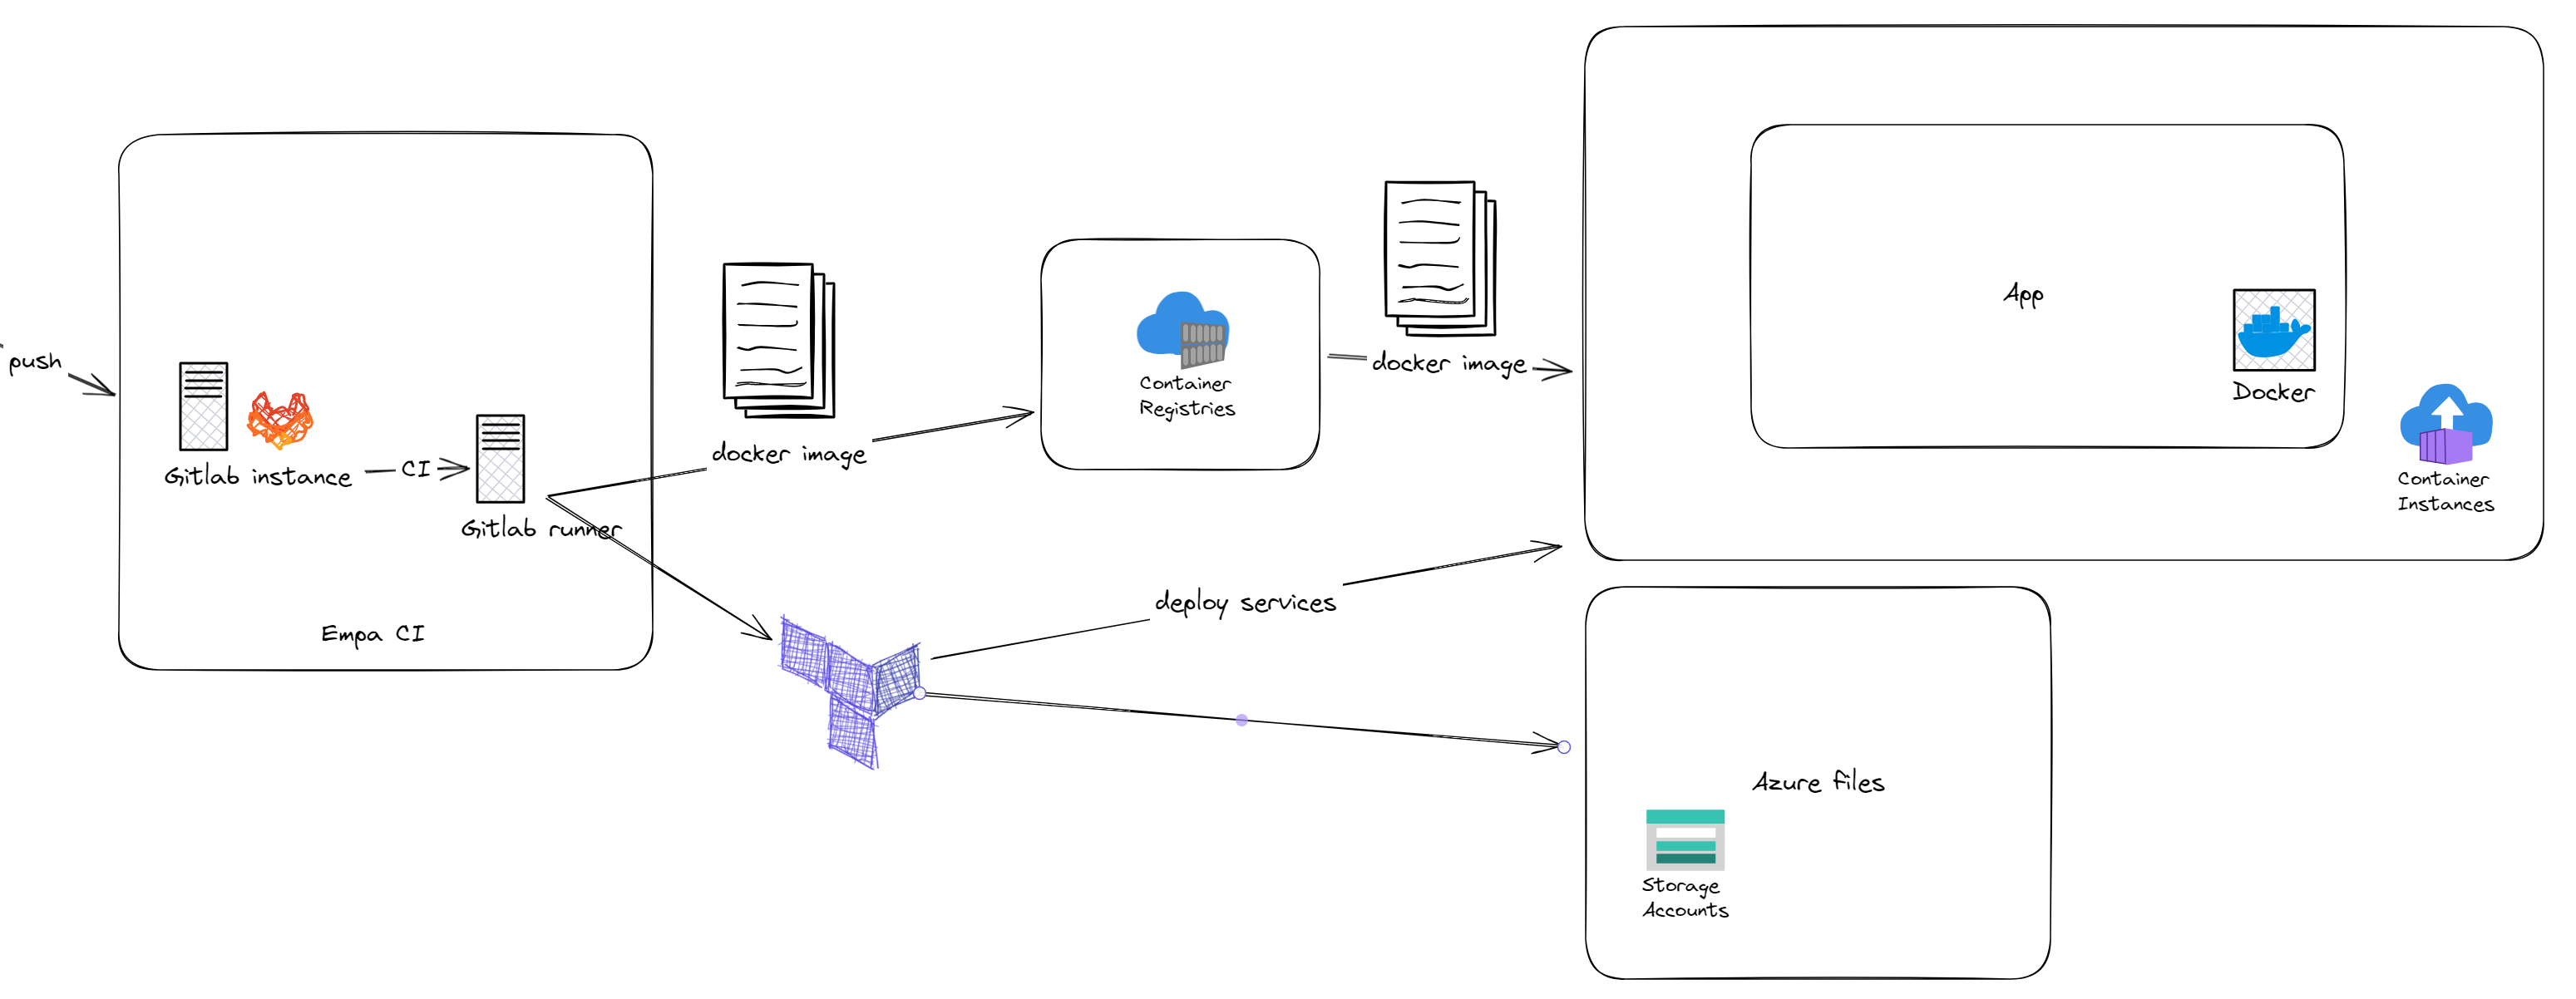 push
Gitlab instance
CI
Gitlab runner
Empa CI
docker image
Container
Registries
docker image
App
Docker
Container
Instances
deploy services
Azure files
Storage
Accounts